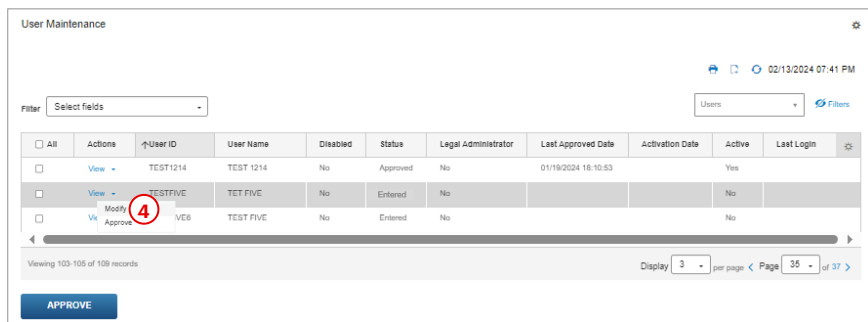 User Maintenance
02/13/2024 07:41 PM
Filter Select fields Users Filters
All Actions User ID User Name Disabled Status Legal Administrator Last Approved Date Activation Date Active Last Login
View TEST1214 TEST 1214 No Approved No 01/19/2024 18:10:53 Yes
View TESTFIVE TET FIVE No Entered No No
Modify
4
Approve
Vi VE6 TEST FIVE No Entered No No
Viewing 103-105 of 109 records Display 3 per page Page 35 of 37
APPROVE